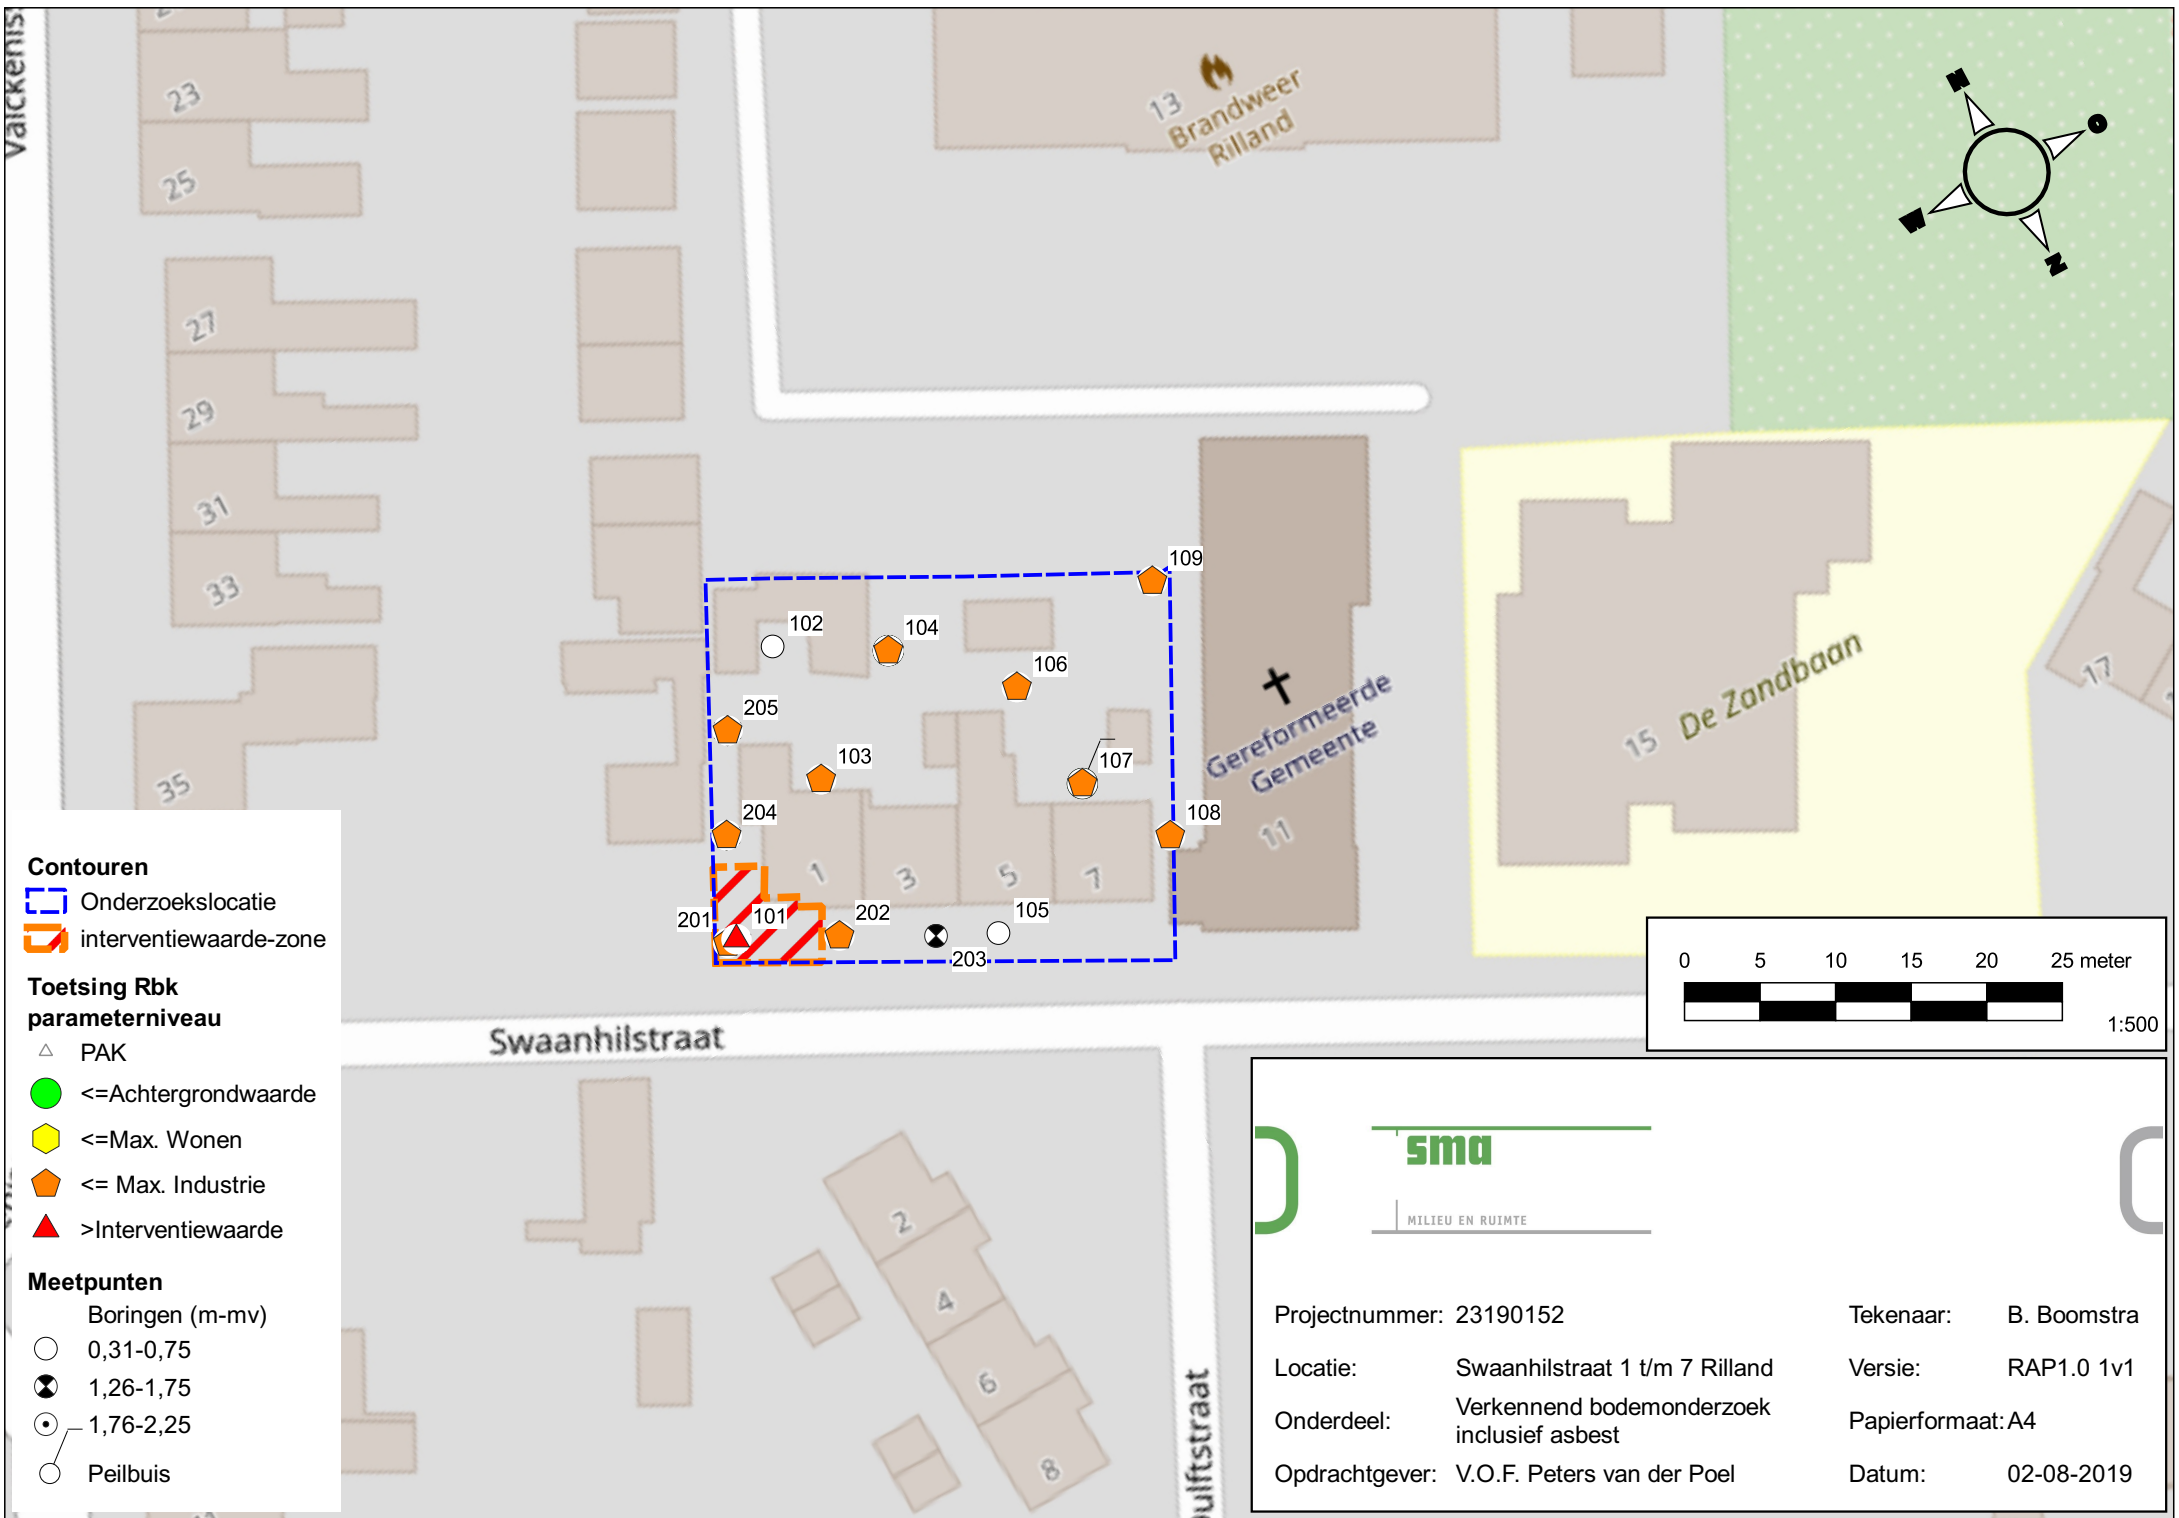 23
25
27
29
31
33
35
13
Brandweer
Rilland
N
O
W
Z
109
102
104
106
205
103
107
204
108
201
101
202
105
203
1
3
5
7
Gereformeerde
Gemeente
11
De Zandbaan
15
17
Swaanhilstraat
2
4
6
8
Contouren
Onderzoekslocatie
interventiewaarde-zone
Toetsing Rbk
parameterniveau
PAK
<=Achtergrondwaarde
<=Max. Wonen
<= Max. Industrie
>Interventiewaarde
Meetpunten
Boringen (m-mv)
0,31-0,75
1,26-1,75
1,76-2,25
Peilbuis
0 5 10 15 20 25 meter
1:500
sma
MILIEU EN RUIMTE
Projectnummer: 23190152 Tekenaar: B. Boomstra
Locatie: Swaanhilstraat 1 t/m 7 Rilland Versie: RAP1.0 1v1
Onderdeel: Verkennend bodemonderzoek
inclusief asbest Papierformaat: A4
Opdrachtgever: V.O.F. Peters van der Poel Datum: 02-08-2019